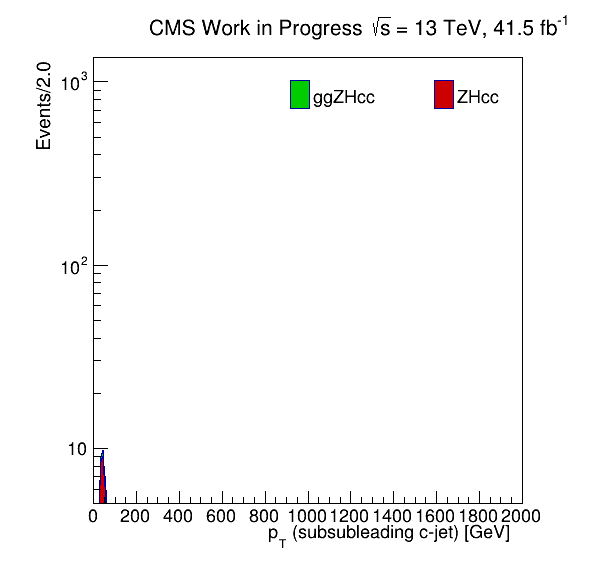 CMS Work in Progress √s = 13 TeV, 41.5 fb⁻¹
Events/2.0
10³
10²
10
ggZHcc
ZHcc
0 200 400 600 800 1000 1200 1400 1600 1800 2000
p_T (subsubleading c-jet) [GeV]